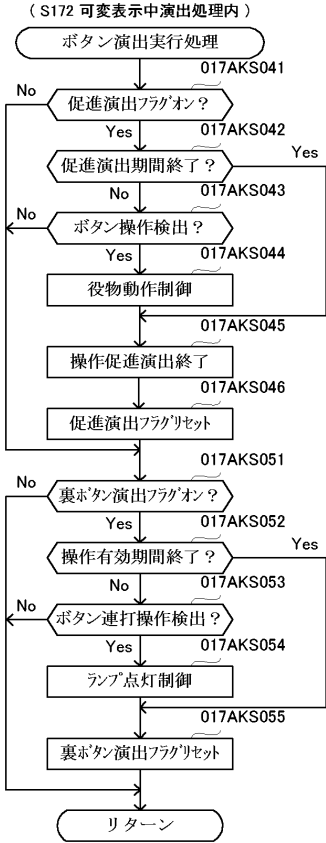 ( S172 可変表示中演出処理内 )
ボタン演出実行処理
017AKS041
No
促進演出フラグオン?
Yes
017AKS042
促進演出期間終了?
Yes
No
017AKS043
No
ボタン操作検出?
Yes
017AKS044
役物動作制御
017AKS045
操作促進演出終了
017AKS046
促進演出フラグリセット
017AKS051
No
裏ボタン演出フラグオン?
Yes
017AKS052
操作有効期間終了?
Yes
No
017AKS053
No
ボタン連打操作検出?
Yes
017AKS054
ランプ点灯制御
017AKS055
裏ボタン演出フラグリセット
リターン